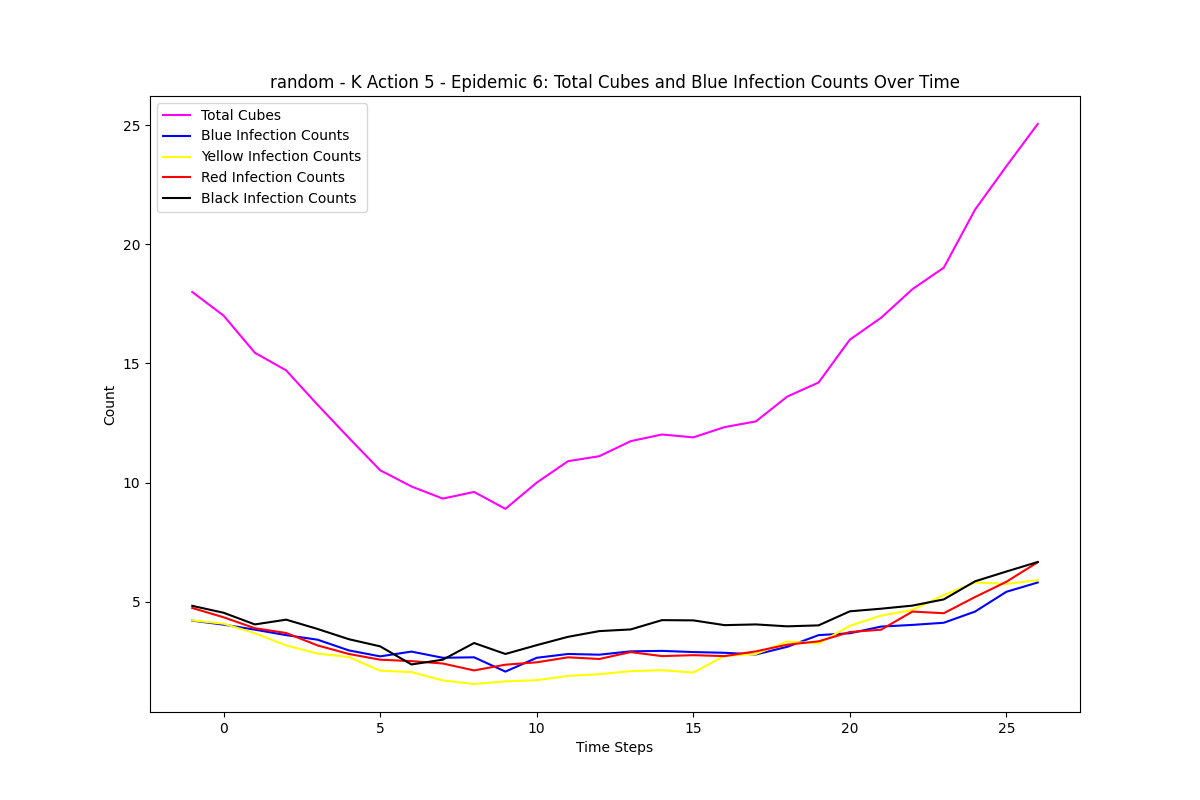 random - K Action 5 - Epidemic 6: Total Cubes and Blue Infection Counts Over Time
Total Cubes
Blue Infection Counts
Yellow Infection Counts
Red Infection Counts
Black Infection Counts
25
20
15
10
5
Count
0 5 10 15 20 25
Time Steps